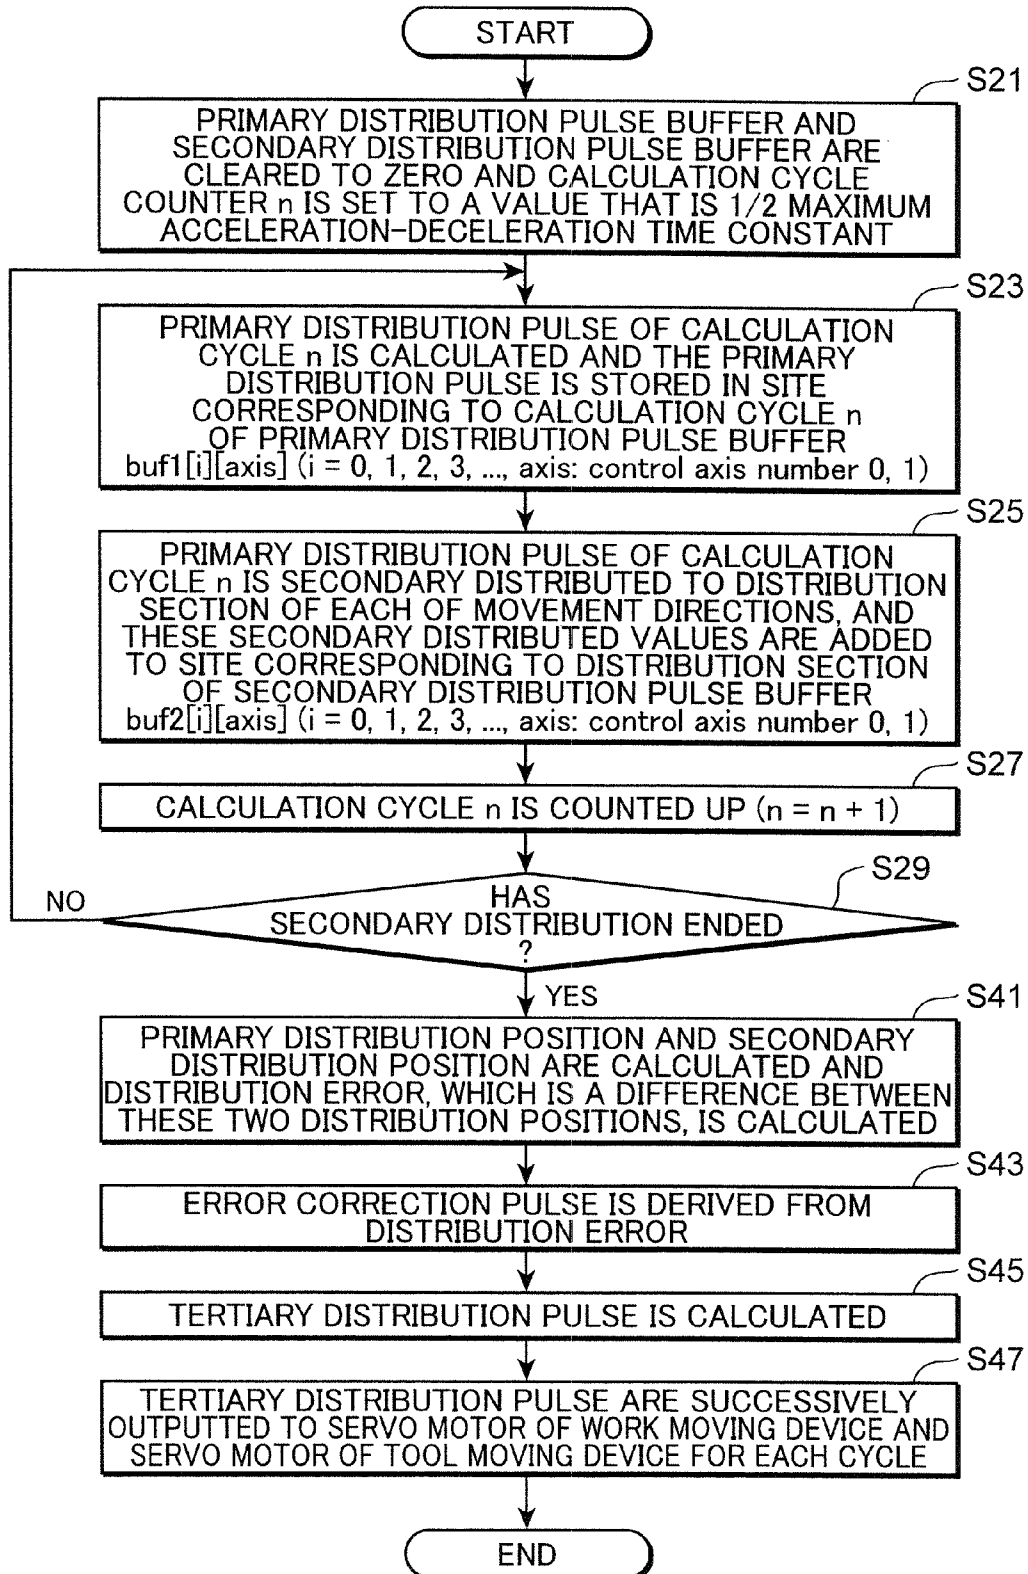 START
S21
PRIMARY DISTRIBUTION PULSE BUFFER AND
SECONDARY DISTRIBUTION PULSE BUFFER ARE
CLEARED TO ZERO AND CALCULATION CYCLE
COUNTER n IS SET TO A VALUE THAT IS 1/2 MAXIMUM
ACCELERATION-DECELERATION TIME CONSTANT
S23
PRIMARY DISTRIBUTION PULSE OF CALCULATION
CYCLE n IS CALCULATED AND THE PRIMARY
DISTRIBUTION PULSE IS STORED IN SITE
CORRESPONDING TO CALCULATION CYCLE n
OF PRIMARY DISTRIBUTION PULSE BUFFER
buf1[i][axis] (i = 0, 1, 2, 3, ..., axis: control axis number 0, 1)
S25
PRIMARY DISTRIBUTION PULSE OF CALCULATION
CYCLE n IS SECONDARY DISTRIBUTED TO DISTRIBUTION
SECTION OF EACH OF MOVEMENT DIRECTIONS, AND
THESE SECONDARY DISTRIBUTED VALUES ARE ADDED
TO SITE CORRESPONDING TO DISTRIBUTION SECTION
OF SECONDARY DISTRIBUTION PULSE BUFFER
buf2[i][axis] (i = 0, 1, 2, 3, ..., axis: control axis number 0, 1)
S27
CALCULATION CYCLE n IS COUNTED UP (n = n + 1)
S29
NO
HAS
SECONDARY DISTRIBUTION ENDED
?
YES
S41
PRIMARY DISTRIBUTION POSITION AND SECONDARY
DISTRIBUTION POSITION ARE CALCULATED AND
DISTRIBUTION ERROR, WHICH IS A DIFFERENCE BETWEEN
THESE TWO DISTRIBUTION POSITIONS, IS CALCULATED
S43
ERROR CORRECTION PULSE IS DERIVED FROM
DISTRIBUTION ERROR
S45
TERTIARY DISTRIBUTION PULSE IS CALCULATED
S47
TERTIARY DISTRIBUTION PULSE ARE SUCCESSIVELY
OUTPUTTED TO SERVO MOTOR OF WORK MOVING DEVICE AND
SERVO MOTOR OF TOOL MOVING DEVICE FOR EACH CYCLE
END